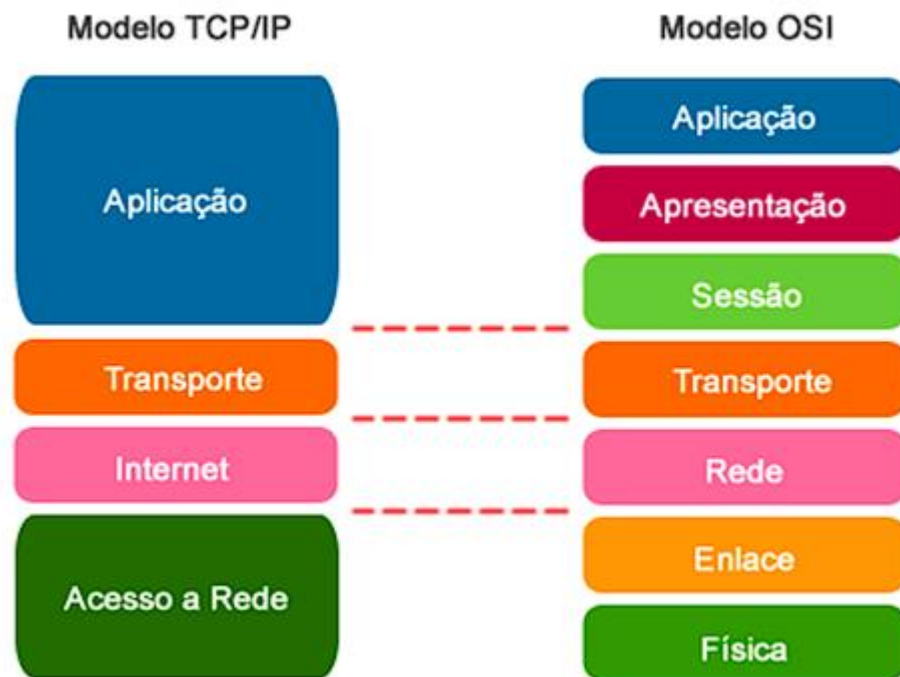 Modelo TCP/IP
Aplicação
Transporte
Internet
Acesso a Rede
Modelo OSI
Aplicação
Apresentação
Sessão
Transporte
Rede
Enlace
Física